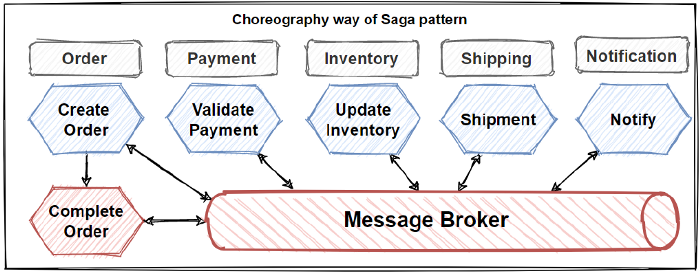 Choreography way of Saga pattern
Order
Payment
Inventory
Shipping
Notification
Create
Order
Validate
Payment
Update
Inventory
Shipment
Notify
Complete
Order
Message Broker